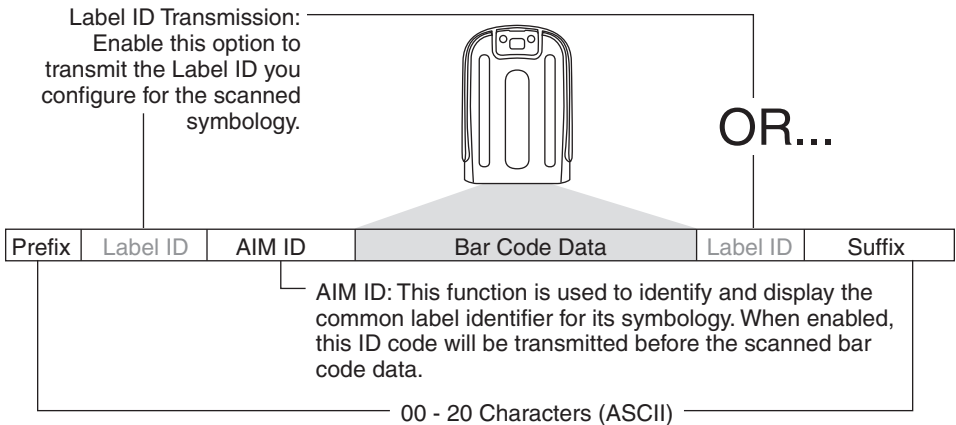 Label ID Transmission:
Enable this option to
transmit the Label ID you
configure for the scanned
symbology.
OR...
Prefix Label ID AIM ID Bar Code Data Label ID Suffix
AIM ID: This function is used to identify and display the
common label identifier for its symbology. When enabled,
this ID code will be transmitted before the scanned bar
code data.
00 - 20 Characters (ASCII)